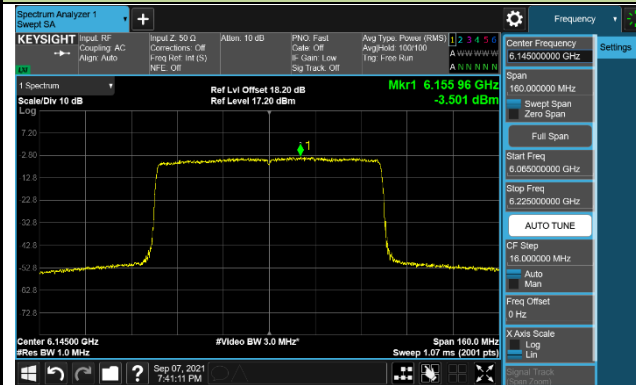 Spectrum Analyzer 1
Swept SA
Frequency
KEYSIGHT
Input: RF
Coupling: AC
Align: Auto
Input Z: 50 Ω
Corrections: Off
Freq Ref: Int (S)
NFE: Off
Atten: 10 dB
PNO: Fast
Gate: Off
IF Gain: Low
Sig Track: Off
Avg Type: Power (RMS)
Avg|Hold: 100/100
Trig: Free Run
1 2 3 4 5 6
A W W W W W
A N N N N N
LXI
1 Spectrum
Scale/Div 10 dB
Log
Ref Lvl Offset 18.20 dB
Ref Level 17.20 dBm
Mkr1 6.155 96 GHz
-3.501 dBm
1
7.20
-2.80
-12.8
-22.8
-32.8
-42.8
-52.8
-62.8
-72.8
Center 6.14500 GHz
#Res BW 1.0 MHz
#Video BW 3.0 MHz*
Span 160.0 MHz
Sweep 1.07 ms (2001 pts)
Sep 07, 2021
7:41:11 PM
Center Frequency
6.145000000 GHz
Span
160.000000 MHz
Swept Span
Zero Span
Full Span
Start Freq
6.065000000 GHz
Stop Freq
6.225000000 GHz
AUTO TUNE
CF Step
16.000000 MHz
Auto
Man
Freq Offset
0 Hz
X Axis Scale
Log
Lin
Signal Track
(Span Zoom)
Settings